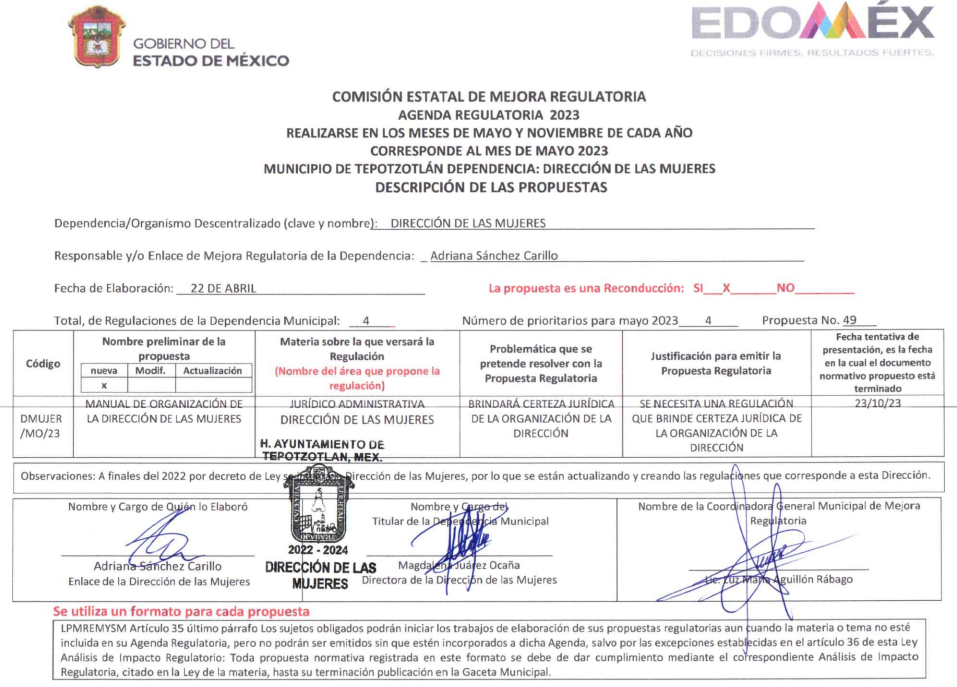 GOBIERNO DEL
ESTADO DE MÉXICO
EDOMÉX
DECISIONES FIRMES, RESULTADOS FUERTES.
COMISIÓN ESTATAL DE MEJORA REGULATORIA
AGENDA REGULATORIA 2023
REALIZARSE EN LOS MESES DE MAYO Y NOVIEMBRE DE CADA AÑO
CORRESPONDE AL MES DE MAYO 2023
MUNICIPIO DE TEPOTZOTLÁN DEPENDENCIA: DIRECCIÓN DE LAS MUJERES
DESCRIPCIÓN DE LAS PROPUESTAS
Dependencia/Organismo Descentralizado (clave y nombre): DIRECCIÓN DE LAS MUJERES
Responsable y/o Enlace de Mejora Regulatoria de la Dependencia: _ Adriana Sánchez Carillo
Fecha de Elaboración: 22 DE ABRIL
La propuesta es una Reconducción: SI___X______NO________
Total, de Regulaciones de la Dependencia Municipal: 4
Número de prioritarios para mayo 2023 4
Propuesta No. 49
Código
Nombre preliminar de la
propuesta
nueva Modif. Actualización
x
Materia sobre la que versará la
Regulación
(Nombre del área que propone la
regulación)
Problemática que se
pretende resolver con la
Propuesta Regulatoria
Justificación para emitir la
Propuesta Regulatoria
Fecha tentativa de
presentación, es la fecha
en la cual el documento
normativo propuesto está
terminado
DMUJER
/MO/23
MANUAL DE ORGANIZACIÓN DE
LA DIRECCIÓN DE LAS MUJERES
JURÍDICO ADMINISTRATIVA
DIRECCIÓN DE LAS MUJERES
BRINDARÁ CERTEZA JURÍDICA
DE LA ORGANIZACIÓN DE LA
DIRECCIÓN
SE NECESITA UNA REGULACIÓN
QUE BRINDE CERTEZA JURÍDICA DE
LA ORGANIZACIÓN DE LA
DIRECCIÓN
23/10/23
H. AYUNTAMIENTO DE
TEPOTZOTLAN, MEX.
Observaciones: A finales del 2022 por decreto de Ley Dirección de las Mujeres, por lo que se están actualizando y creando las regulaciones que corresponde a esta Dirección.
Nombre y Cargo de Quién lo Elaboró
Adriana Sánchez Carillo
Enlace de la Dirección de las Mujeres
2022 - 2024
DIRECCIÓN DE LAS
MUJERES
Nombre y Cargo del
Titular de la Dependencia Municipal
Magdalena Juárez Ocaña
Directora de la Dirección de las Mujeres
Nombre de la Coordinadora General Municipal de Mejora
Regulatoria
Lic. Luz María Aguillón Rábago
Se utiliza un formato para cada propuesta
LPMREMYSM Artículo 35 último párrafo Los sujetos obligados podrán iniciar los trabajos de elaboración de sus propuestas regulatorias aun cuando la materia o tema no esté
incluida en su Agenda Regulatoria, pero no podrán ser emitidos sin que estén incorporados a dicha Agenda, salvo por las excepciones establecidas en el artículo 36 de esta Ley
Análisis de Impacto Regulatorio: Toda propuesta normativa registrada en este formato se debe de dar cumplimiento mediante el correspondiente Análisis de Impacto
Regulatorio, citado en la Ley de la materia, hasta su terminación publicación en la Gaceta Municipal.